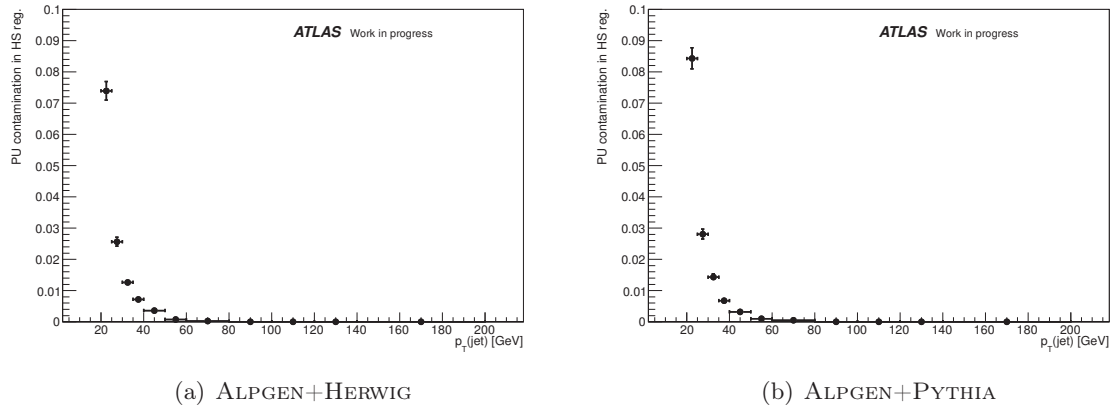 PU contamination in HS reg.
0.1
0.09
0.08
0.07
0.06
0.05
0.04
0.03
0.02
0.01
0
ATLAS Work in progress
20 40 60 80 100 120 140 160 180 200
p_T(jet) [GeV]
(a) ALPGEN+HERWIG
PU contamination in HS reg.
0.1
0.09
0.08
0.07
0.06
0.05
0.04
0.03
0.02
0.01
0
ATLAS Work in progress
20 40 60 80 100 120 140 160 180 200
p_T(jet) [GeV]
(b) ALPGEN+PYTHIA